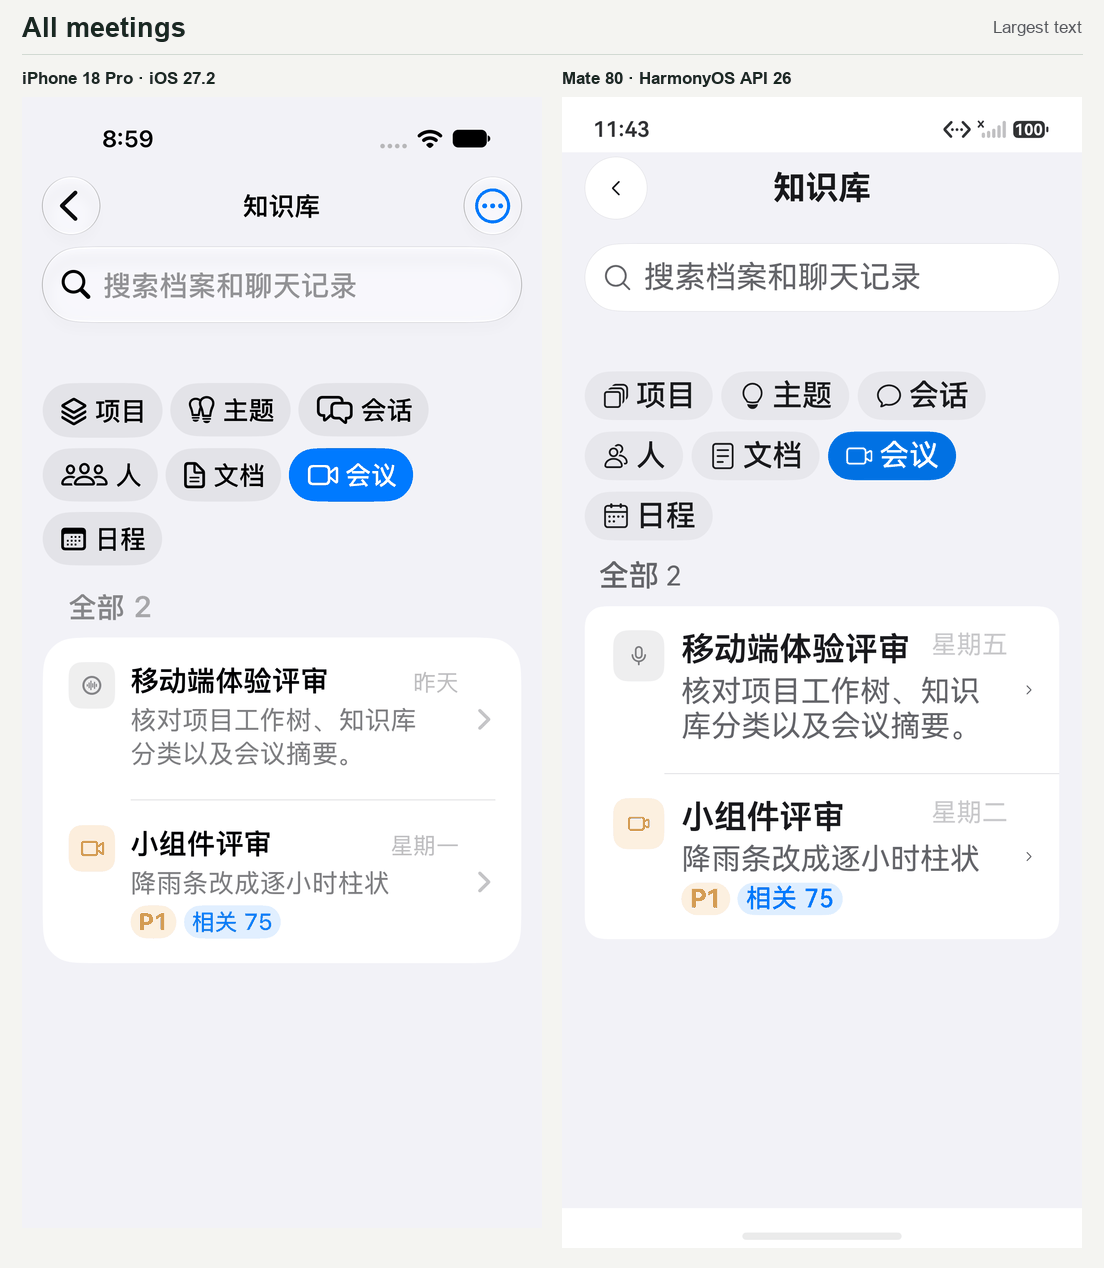 All meetings
Largest text
iPhone 18 Pro · iOS 27.2
8:59
知识库
搜索档案和聊天记录
项目 主题 会话
人 文档 会议
日程
全部 2
移动端体验评审 昨天
核对项目工作树、知识库
分类以及会议摘要。
小组件评审 星期一
降雨条改成逐小时柱状
P1 相关 75
Mate 80 · HarmonyOS API 26
11:43 100
知识库
搜索档案和聊天记录
项目 主题 会话
人 文档 会议
日程
全部 2
移动端体验评审 星期五
核对项目工作树、知识
库分类以及会议摘要。
小组件评审 星期二
降雨条改成逐小时柱状
P1 相关 75